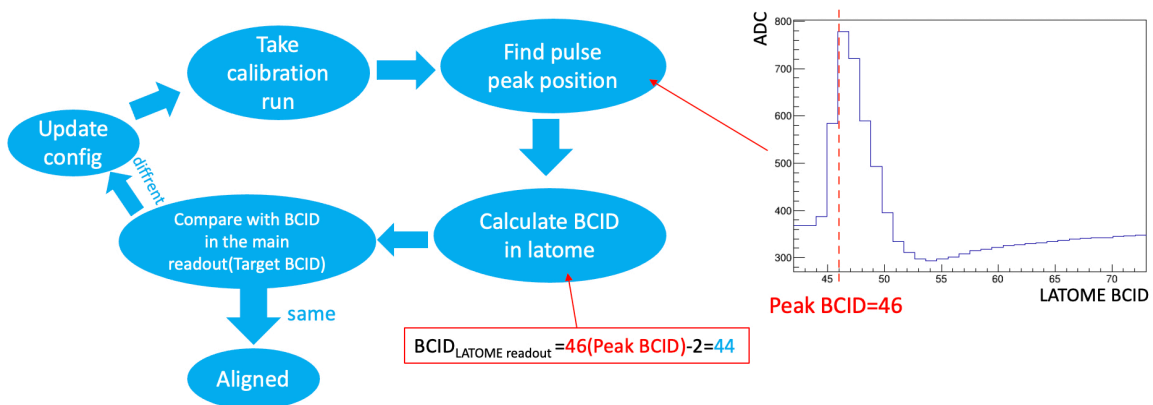 Take
calibration
run
Find pulse
peak position
Update
config
diffrent
Compare with BCID
in the main
readout(Target BCID)
Calculate BCID
in latome
same
Aligned
BCID LATOME readout =46(Peak BCID)-2=44
ADC
800
700
600
500
400
300
45 50 55 60 65 70
LATOME BCID
Peak BCID=46